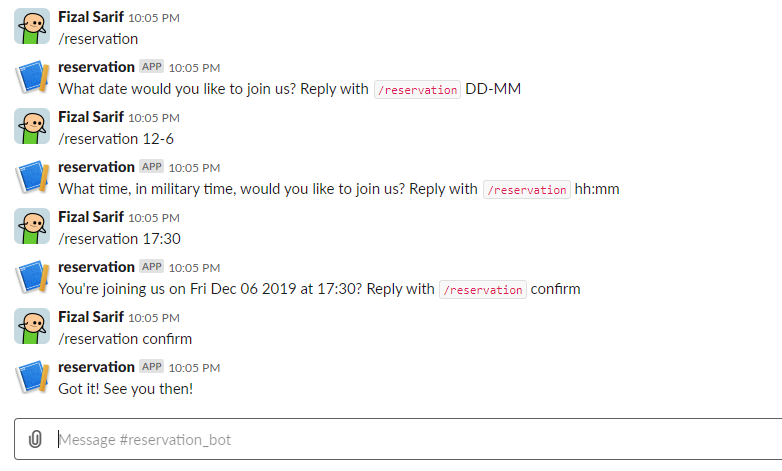 Fizal Sarif 10:05 PM
/reservation
reservation APP 10:05 PM
What date would you like to join us? Reply with /reservation DD-MM
Fizal Sarif 10:05 PM
/reservation 12-6
reservation APP 10:05 PM
What time, in military time, would you like to join us? Reply with /reservation hh:mm
Fizal Sarif 10:05 PM
/reservation 17:30
reservation APP 10:05 PM
You're joining us on Fri Dec 06 2019 at 17:30? Reply with /reservation confirm
Fizal Sarif 10:05 PM
/reservation confirm
reservation APP 10:05 PM
Got it! See you then!
Message #reservation_bot